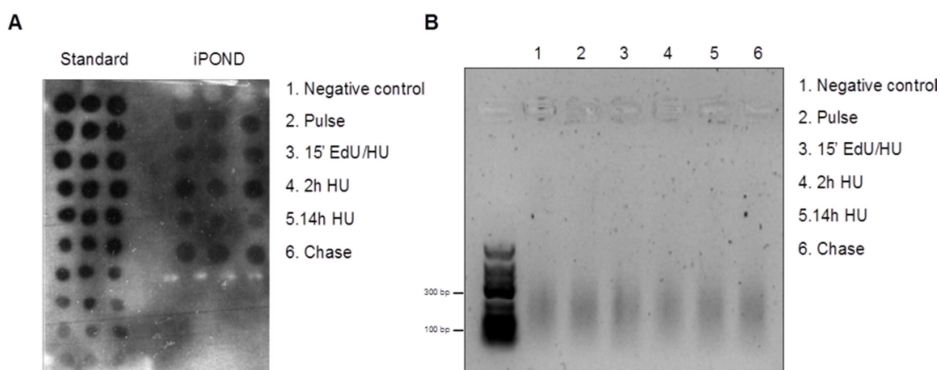 A
Standard iPOND
1. Negative control
2. Pulse
3. 15' EdU/HU
4. 2h HU
5.14h HU
6. Chase
B
1 2 3 4 5 6
300 bp
100 bp
1. Negative control
2. Pulse
3. 15' EdU/HU
4. 2h HU
5.14h HU
6. Chase